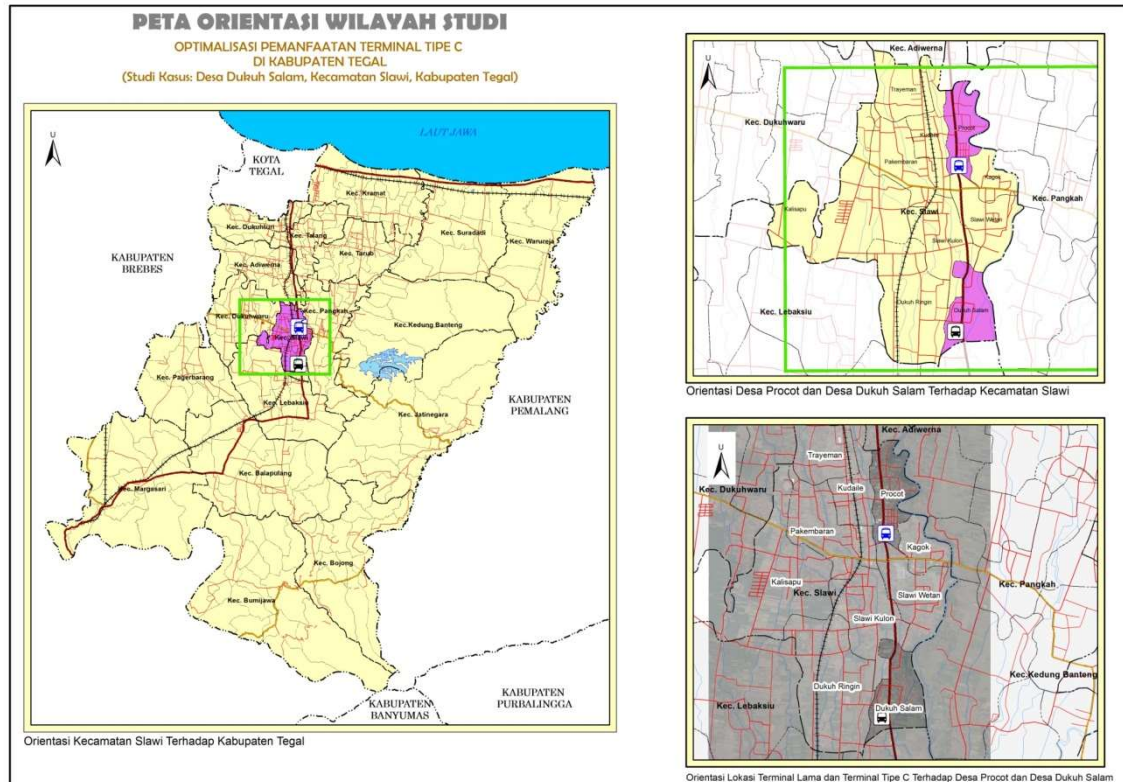 PETA ORIENTASI WILAYAH STUDI
OPTIMALISASI PEMANFAATAN TERMINAL TIPE C
DI KABUPATEN TEGAL
(Studi Kasus: Desa Dukuh Salam, Kecamatan Slawi, Kabupaten Tegal)
U
LAUT JAWA
KOTA
TEGAL
Kec. Kramat
Kec. Dukuhturi
Kec. Talang
Kec. Suradadi
Kec. Warureja
Kec. Tarub
KABUPATEN
BREBES
Kec. Adiwerna
Kec. Pangkah
Kec. Dukuhwaru
Kec.Kedung Banteng
Kec. Slawi
Kec. Pagerbarang
Kec. Lebaksiu
KABUPATEN
PEMALANG
Kec. Jatinegara
Kec. Balapulang
Kec. Margasari
Kec. Bojong
Kec. Bumijawa
KABUPATEN
BANYUMAS
KABUPATEN
PURBALINGGA
Orientasi Kecamatan Slawi Terhadap Kabupaten Tegal
Kec. Adiwerna
U
Trayeman
Kec. Dukuhwaru
Procot
Kudaile
Pakembaran
Kagok
Kalisapu
Kec. Pangkah
Kec. Slawi
Slawi Wetan
Slawi Kulon
Dukuh Ringin
Dukuh Salam
Kec. Lebaksiu
Orientasi Desa Procot dan Desa Dukuh Salam Terhadap Kecamatan Slawi
Kec. Adiwerna
U
Trayeman
Kec. Dukuhwaru
Kudaile
Procot
Pakembaran
Kagok
Kalisapu
Kec. Pangkah
Kec. Slawi
Slawi Wetan
Slawi Kulon
Kec.Kedung Banteng
Dukuh Ringin
Kec. Lebaksiu
Dukuh Salam
Orientasi Lokasi Terminal Lama dan Terminal Tipe C Terhadap Desa Procot dan Desa Dukuh Salam